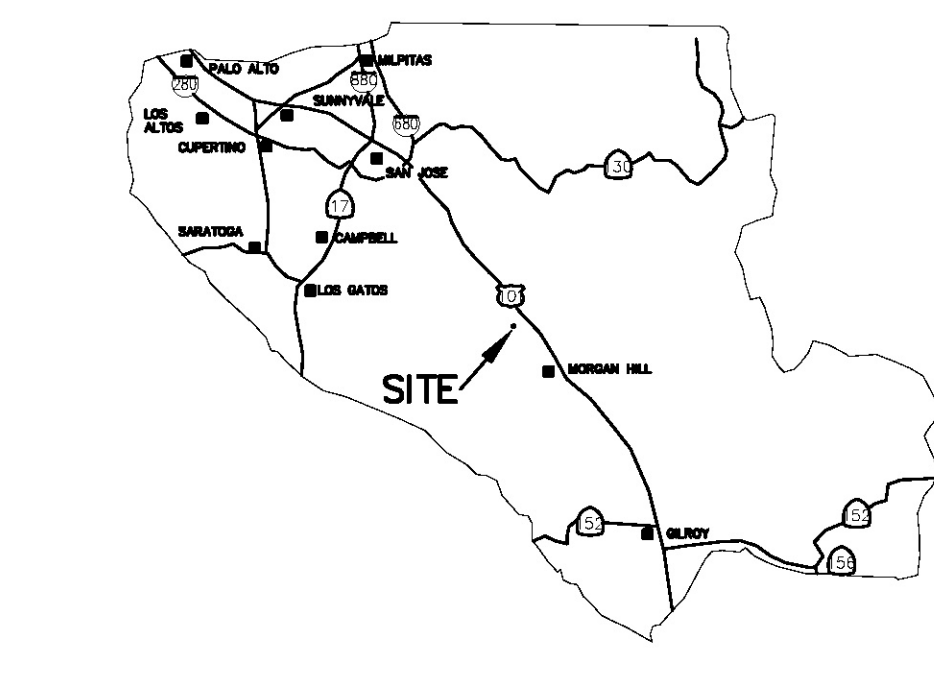 PALO ALTO
MILPITAS
280
880
SUNNYVALE
LOS
ALTOS
680
CUPERTINO
SAN JOSE
130
17
SARATOGA
CAMPBELL
LOS GATOS
101
MORGAN HILL
SITE
152
GILROY
152
156